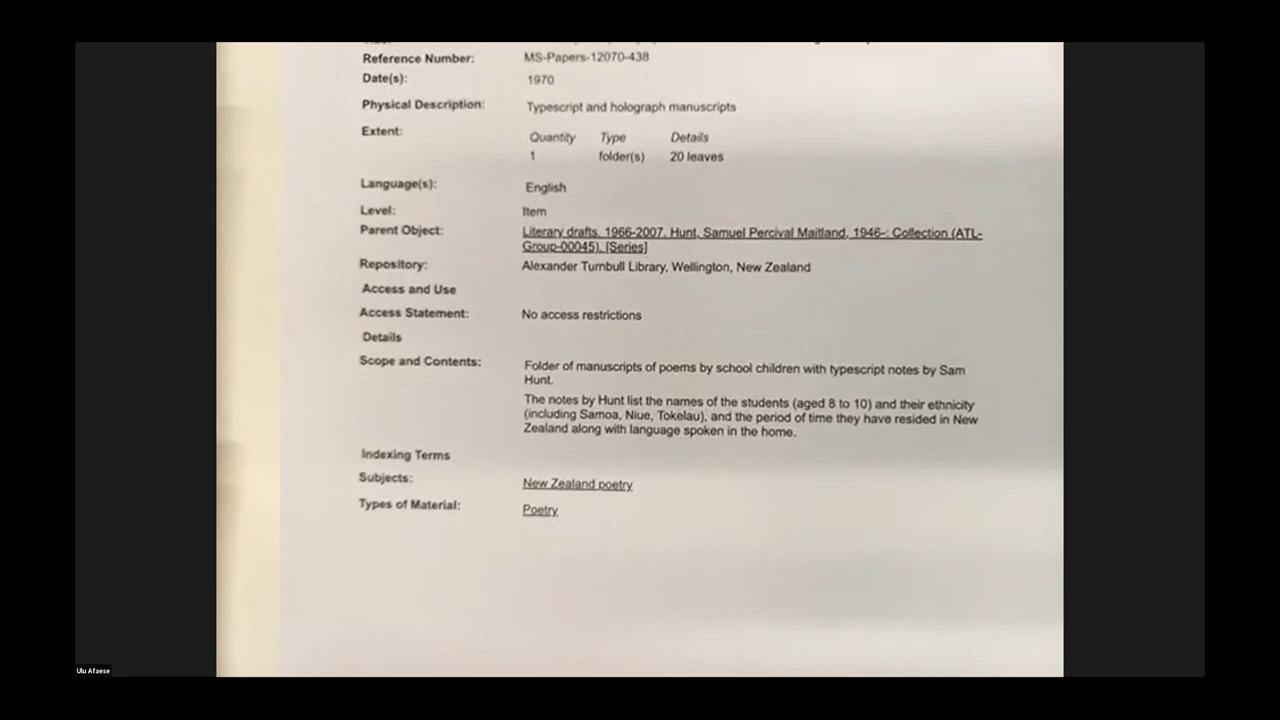 Reference Number: MS-Papers-12070-438
Date(s): 1970
Physical Description: Typescript and holograph manuscripts
Extent: Quantity Type Details
1 folder(s) 20 leaves
Language(s): English
Level: Item
Parent Object: Literary drafts, 1966-2007. Hunt, Samuel Percival Maitland, 1946-: Collection (ATL-
Group-00045). [Series]
Repository: Alexander Turnbull Library, Wellington, New Zealand
Access and Use
Access Statement: No access restrictions
Details
Scope and Contents: Folder of manuscripts of poems by school children with typescript notes by Sam
Hunt.
The notes by Hunt list the names of the students (aged 8 to 10) and their ethnicity
(including Samoa, Niue, Tokelau), and the period of time they have resided in New
Zealand along with language spoken in the home.
Indexing Terms
Subjects: New Zealand poetry
Types of Material: Poetry
Ulu Afaese